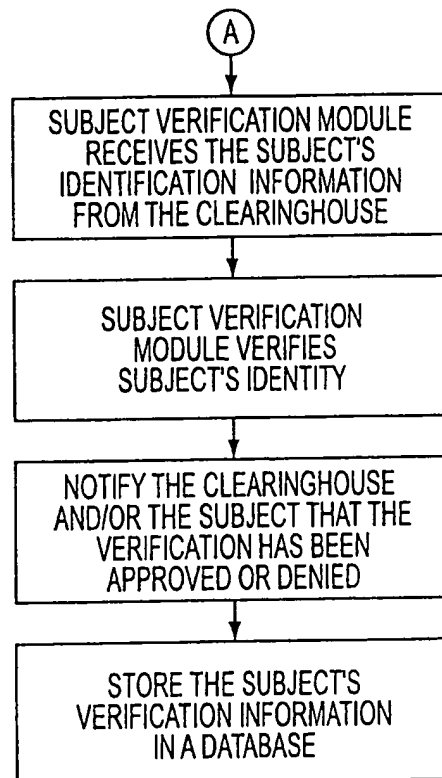 A
SUBJECT VERIFICATION MODULE
RECEIVES THE SUBJECT'S
IDENTIFICATION INFORMATION
FROM THE CLEARINGHOUSE
SUBJECT VERIFICATION
MODULE VERIFIES
SUBJECT'S IDENTITY
NOTIFY THE CLEARINGHOUSE
AND/OR THE SUBJECT THAT THE
VERIFICATION HAS BEEN
APPROVED OR DENIED
STORE THE SUBJECT'S
VERIFICATION INFORMATION
IN A DATABASE